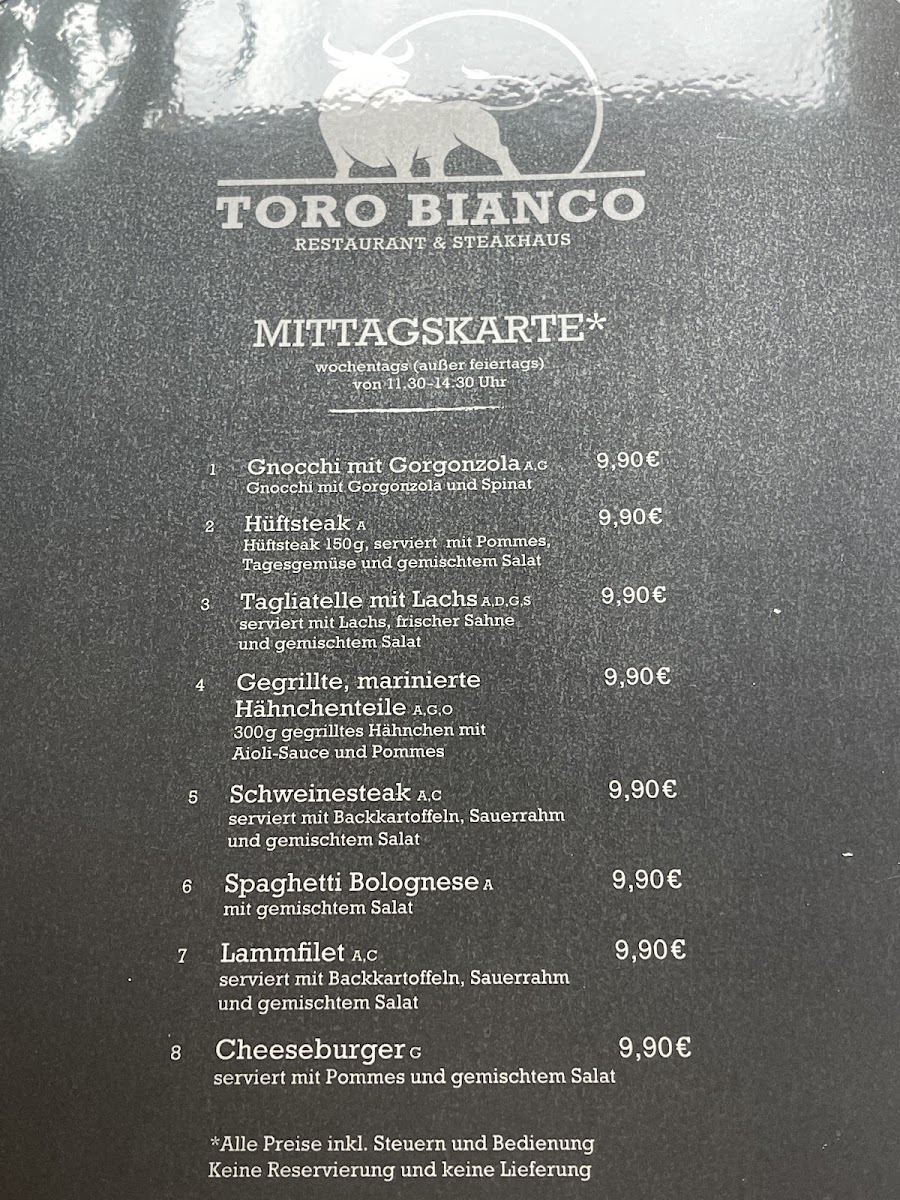 TORO BIANCO
RESTAURANT & STEAKHAUS
MITTAGSKARTE*
wochentags (außer feiertags)
von 11.30-14:30 Uhr
1 Gnocchi mit Gorgonzola A,G 9,90€
Gnocchi mit Gorgonzola und Spinat
2 Hüftsteak A 9,90€
Hüftsteak 150g, serviert mit Pommes,
Tagesgemüse und gemischtem Salat
3 Tagliatelle mit Lachs A,D,G,S 9,90€
serviert mit Lachs, frischer Sahne
und gemischtem Salat
4 Gegrillte, marinierte 9,90€
Hähnchenteile A,G,O
300g gegrilltes Hähnchen mit
Aioli-Sauce und Pommes
5 Schweinesteak A,C 9,90€
serviert mit Backkartoffeln, Sauerrahm
und gemischtem Salat
6 Spaghetti Bolognese A 9,90€
mit gemischtem Salat
7 Lammfilet A,C 9,90€
serviert mit Backkartoffeln, Sauerrahm
und gemischtem Salat
8 Cheeseburger G 9,90€
serviert mit Pommes und gemischtem Salat
*Alle Preise inkl. Steuern und Bedienung
Keine Reservierung und keine Lieferung